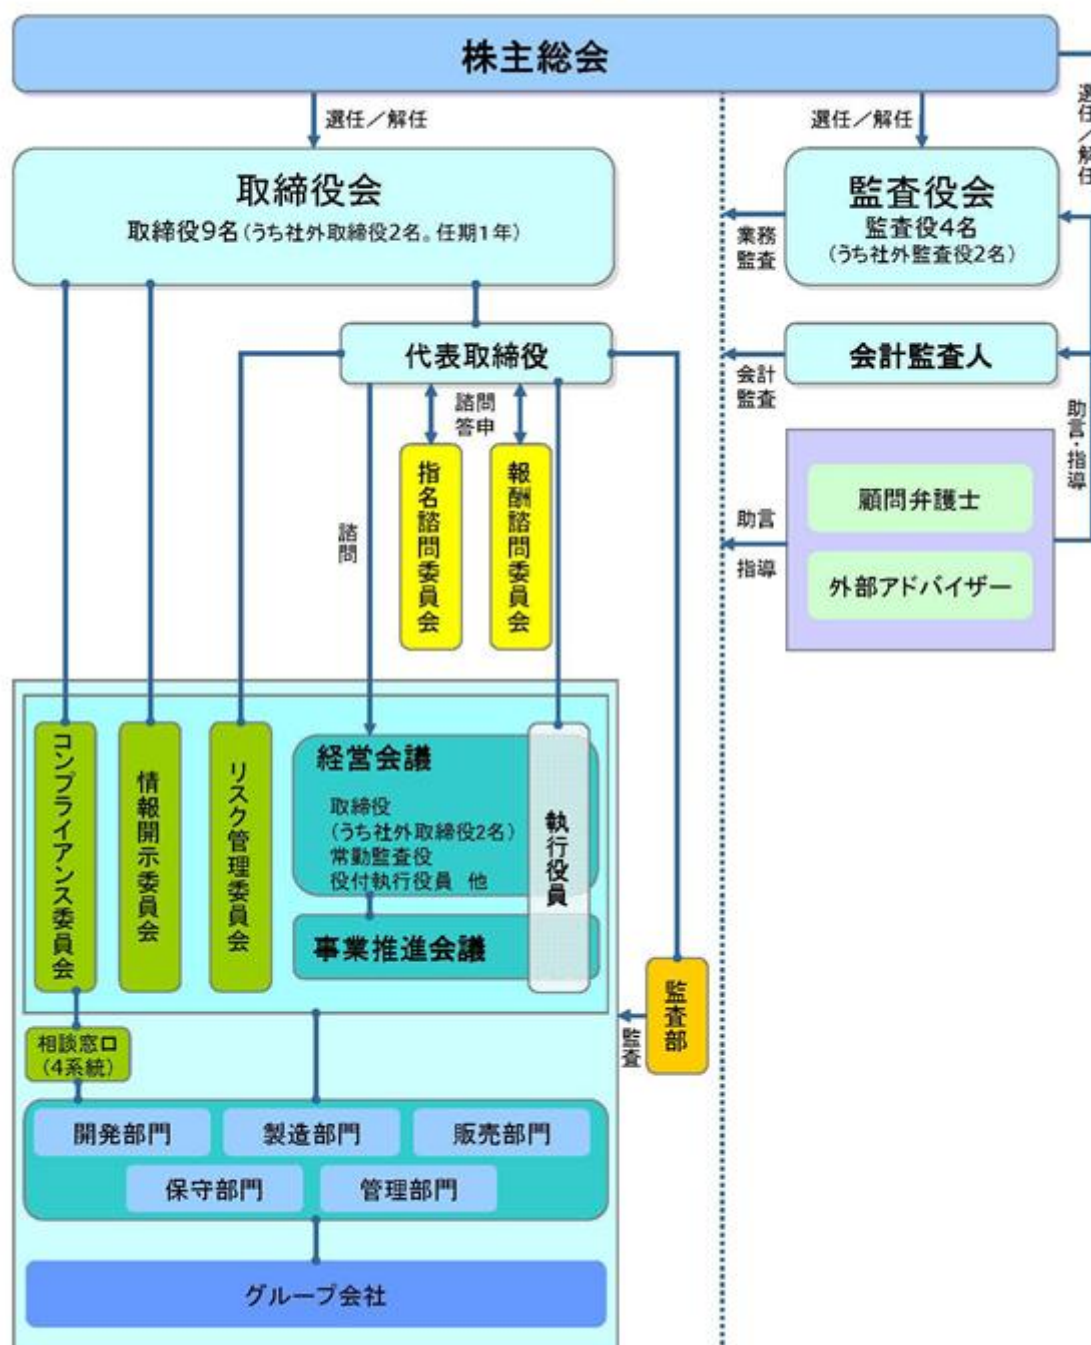 株主総会
選任／解任
選任／解任
選任／解任
取締役会
取締役9名(うち社外取締役2名。任期1年)
監査役会
監査役4名
(うち社外監査役2名)
業務
監査
代表取締役
会計監査人
会計
監査
諮問
答申
指名諮問委員会
報酬諮問委員会
諮問
助言・指導
顧問弁護士
外部アドバイザー
助言
指導
コンプライアンス委員会
情報開示委員会
リスク管理委員会
経営会議
取締役
(うち社外取締役2名)
常勤監査役
役付執行役員 他
執行役員
事業推進会議
監査部
監査
相談窓口
(4系統)
開発部門
製造部門
販売部門
保守部門
管理部門
グループ会社